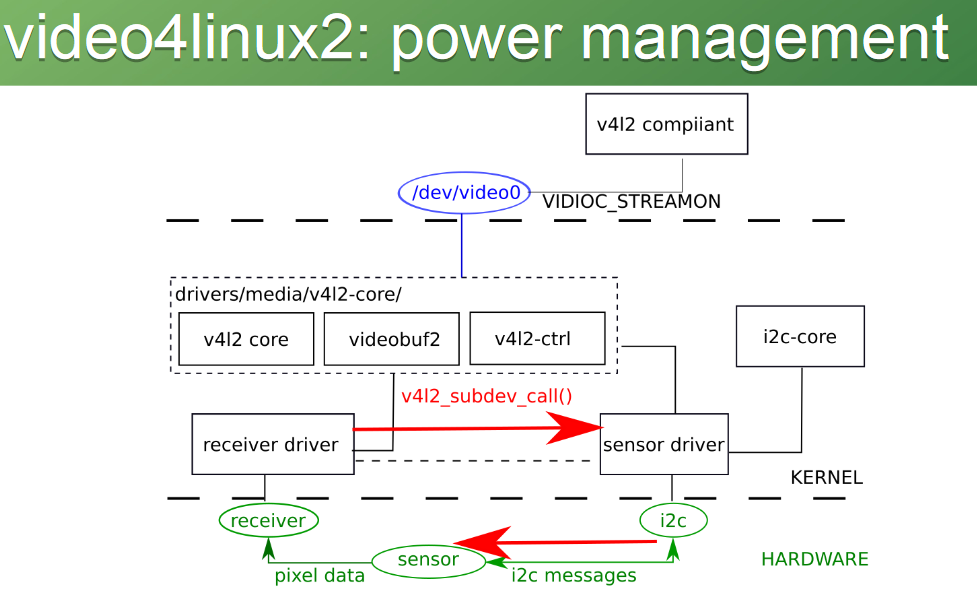 video4linux2: power management
v4l2 compiiant
/dev/video0
VIDIOC_STREAMON
drivers/media/v4l2-core/
v4l2 core
videobuf2
v4l2-ctrl
i2c-core
v4l2_subdev_call()
receiver driver
sensor driver
KERNEL
receiver
i2c
sensor
HARDWARE
pixel data
i2c messages